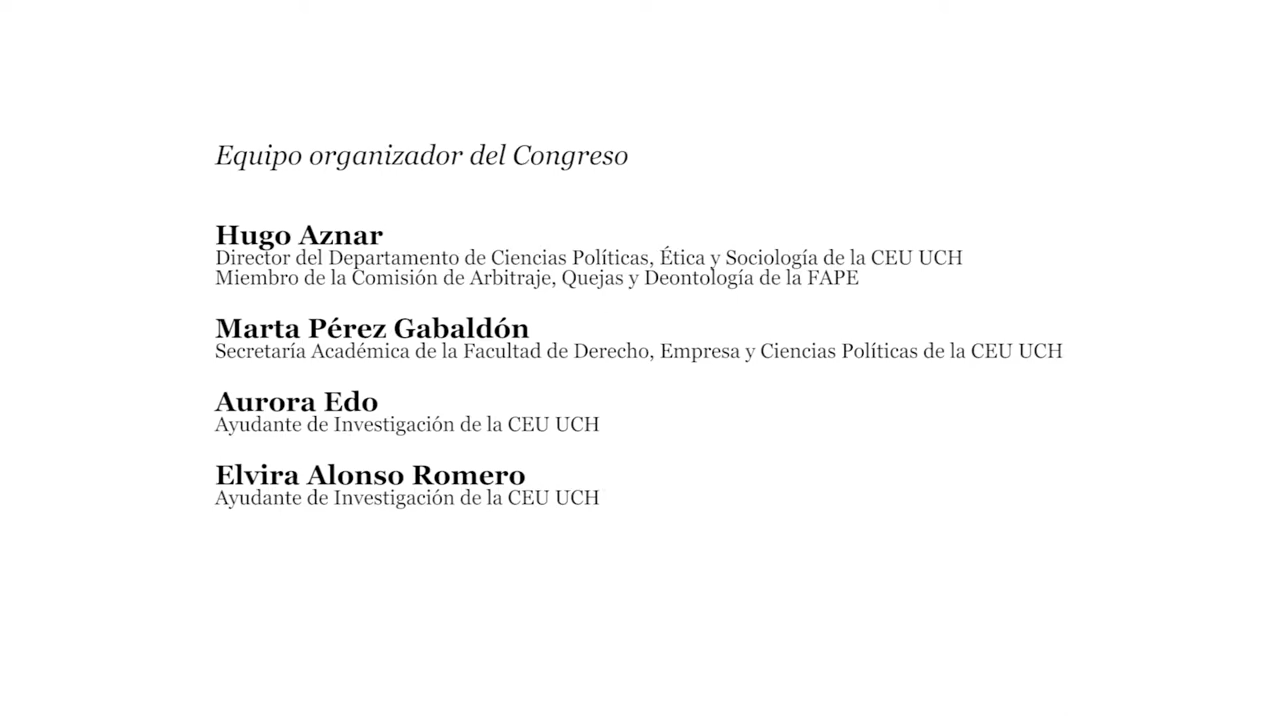 Equipo organizador del Congreso
Hugo Aznar
Director del Departamento de Ciencias Políticas, Ética y Sociología de la CEU UCH
Miembro de la Comisión de Arbitraje, Quejas y Deontología de la FAPE
Marta Pérez Gabaldón
Secretaría Académica de la Facultad de Derecho, Empresa y Ciencias Políticas de la CEU UCH
Aurora Edo
Ayudante de Investigación de la CEU UCH
Elvira Alonso Romero
Ayudante de Investigación de la CEU UCH